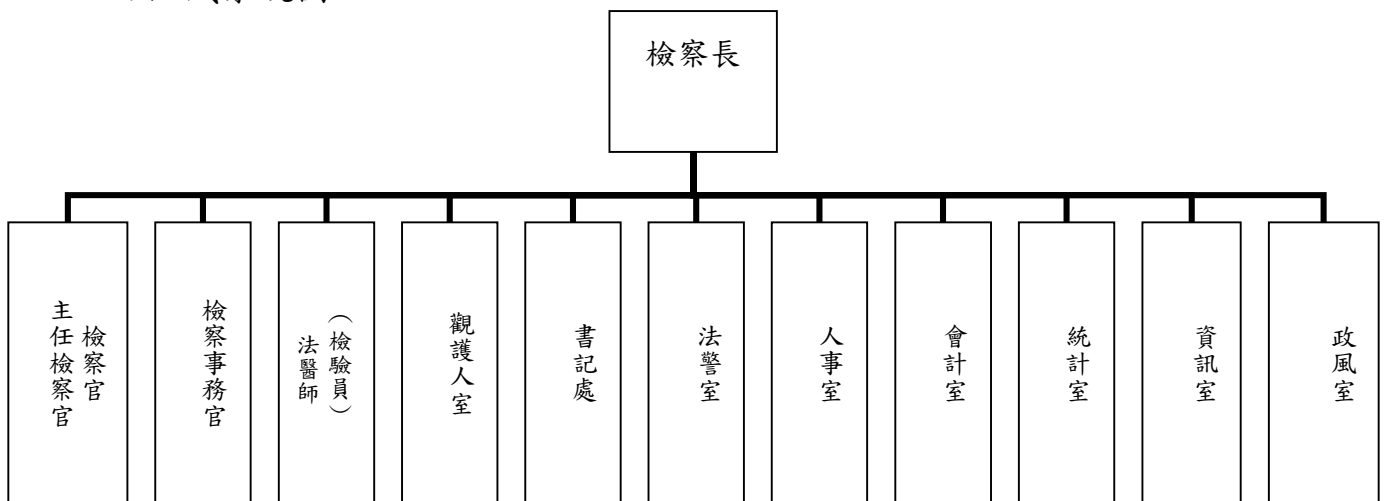 檢察長
主任檢察官
檢察官
檢察事務官
法醫師
（檢驗員）
觀護人室
書記處
法警室
人事室
會計室
統計室
資訊室
政風室